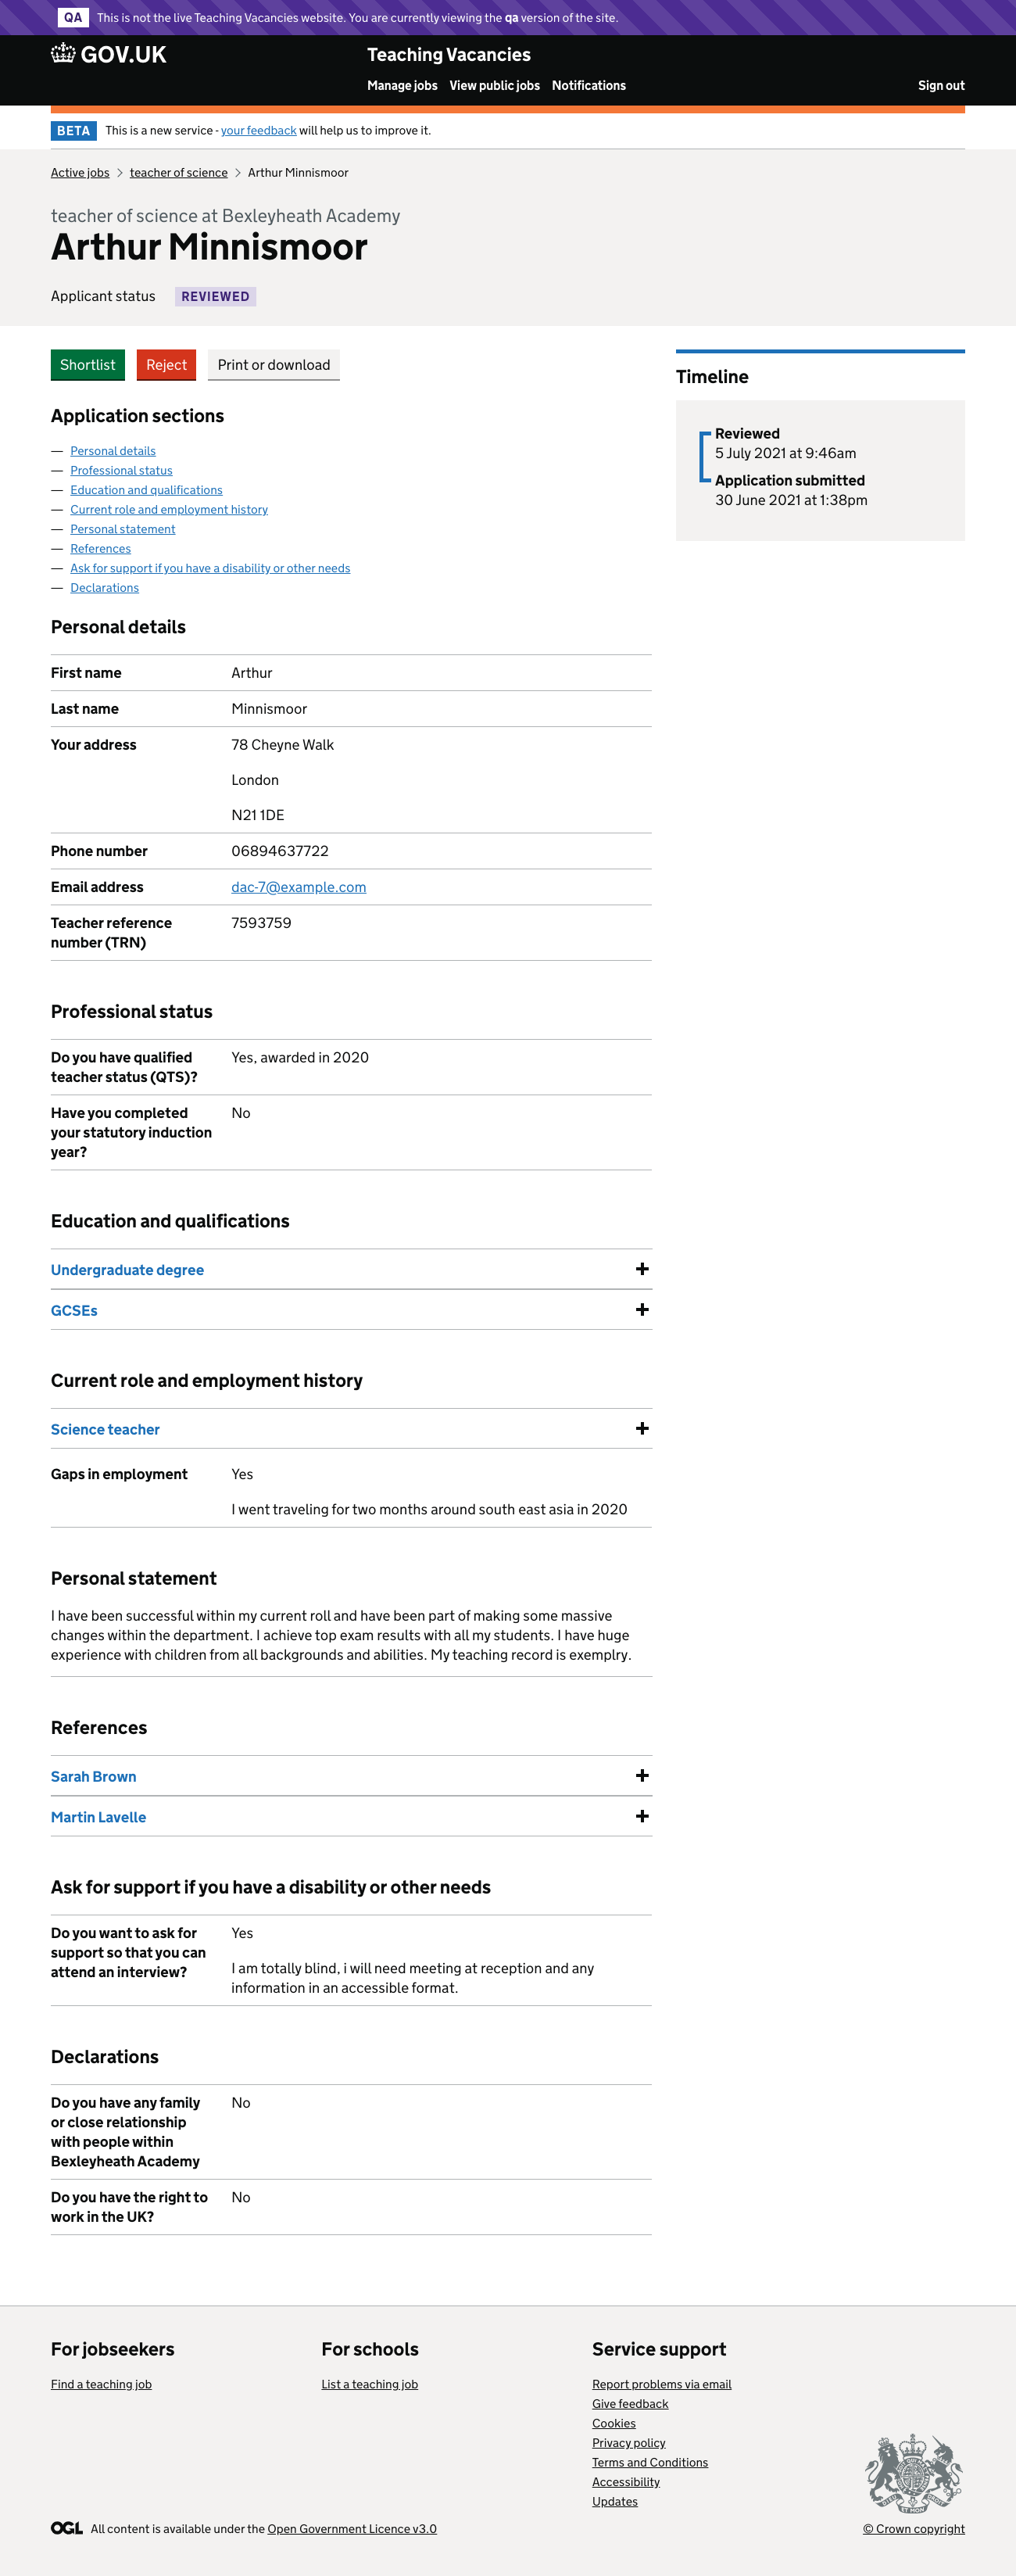 QA This is not the live Teaching Vacancies website. You are currently viewing the qa version of the site.
GOV.UK
Teaching Vacancies
Manage jobs View public jobs Notifications Sign out
BETA This is a new service - your feedback will help us to improve it.
Active jobs > teacher of science > Arthur Minnismoor
teacher of science at Bexleyheath Academy
Arthur Minnismoor
Applicant status REVIEWED
Shortlist Reject Print or download
Application sections
— Personal details
— Professional status
— Education and qualifications
— Current role and employment history
— Personal statement
— References
— Ask for support if you have a disability or other needs
— Declarations
Timeline
Reviewed
5 July 2021 at 9:46am
Application submitted
30 June 2021 at 1:38pm
Personal details
First name Arthur
Last name Minnismoor
Your address 78 Cheyne Walk
London
N21 1DE
Phone number 06894637722
Email address dac-7@example.com
Teacher reference 7593759
number (TRN)
Professional status
Do you have qualified Yes, awarded in 2020
teacher status (QTS)?
Have you completed No
your statutory induction
year?
Education and qualifications
Undergraduate degree +
GCSEs +
Current role and employment history
Science teacher +
Gaps in employment Yes
I went traveling for two months around south east asia in 2020
Personal statement
I have been successful within my current roll and have been part of making some massive
changes within the department. I achieve top exam results with all my students. I have huge
experience with children from all backgrounds and abilities. My teaching record is exemplry.
References
Sarah Brown +
Martin Lavelle +
Ask for support if you have a disability or other needs
Do you want to ask for Yes
support so that you can
attend an interview?
I am totally blind, i will need meeting at reception and any
information in an accessible format.
Declarations
Do you have any family No
or close relationship
with people within
Bexleyheath Academy
Do you have the right to No
work in the UK?
For jobseekers
Find a teaching job
For schools
List a teaching job
Service support
Report problems via email
Give feedback
Cookies
Privacy policy
Terms and Conditions
Accessibility
Updates
OGL All content is available under the Open Government Licence v3.0
© Crown copyright